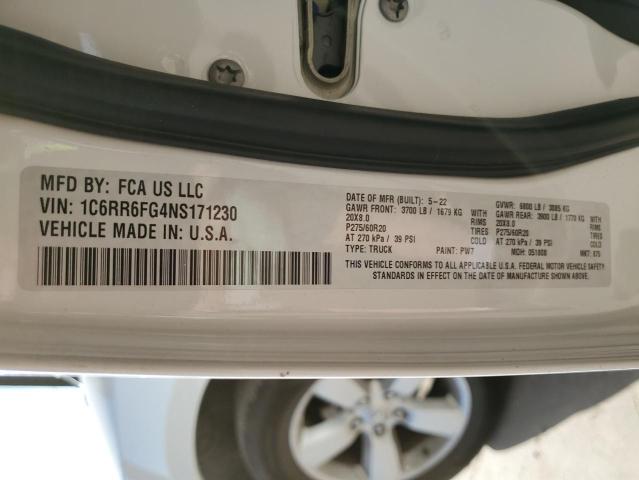 MFD BY: FCA US LLC
VIN: 1C6RR6FG4NS171230
VEHICLE MADE IN: U.S.A.
DATE OF MFR (BUILT): 5-22 GVWR: 6800 LB / 3085 KG
GAWR FRONT: 3700 LB / 1679 KG GAWR REAR: 3900 LB / 1770 KG
20X8.0 RIMS 20X8.0 RIMS
P275/60R20 TIRES P275/60R20 TIRES
AT 270 kPa / 39 PSI COLD AT 270 kPa / 39 PSI COLD
TYPE: TRUCK PAINT: PW7 MDH: 051808 MKT:
THIS VEHICLE CONFORMS TO ALL APPLICABLE U.S.A. FEDERAL MOTOR VEHICLE SAFETY
STANDARDS IN EFFECT ON THE DATE OF MANUFACTURE SHOWN ABOVE.